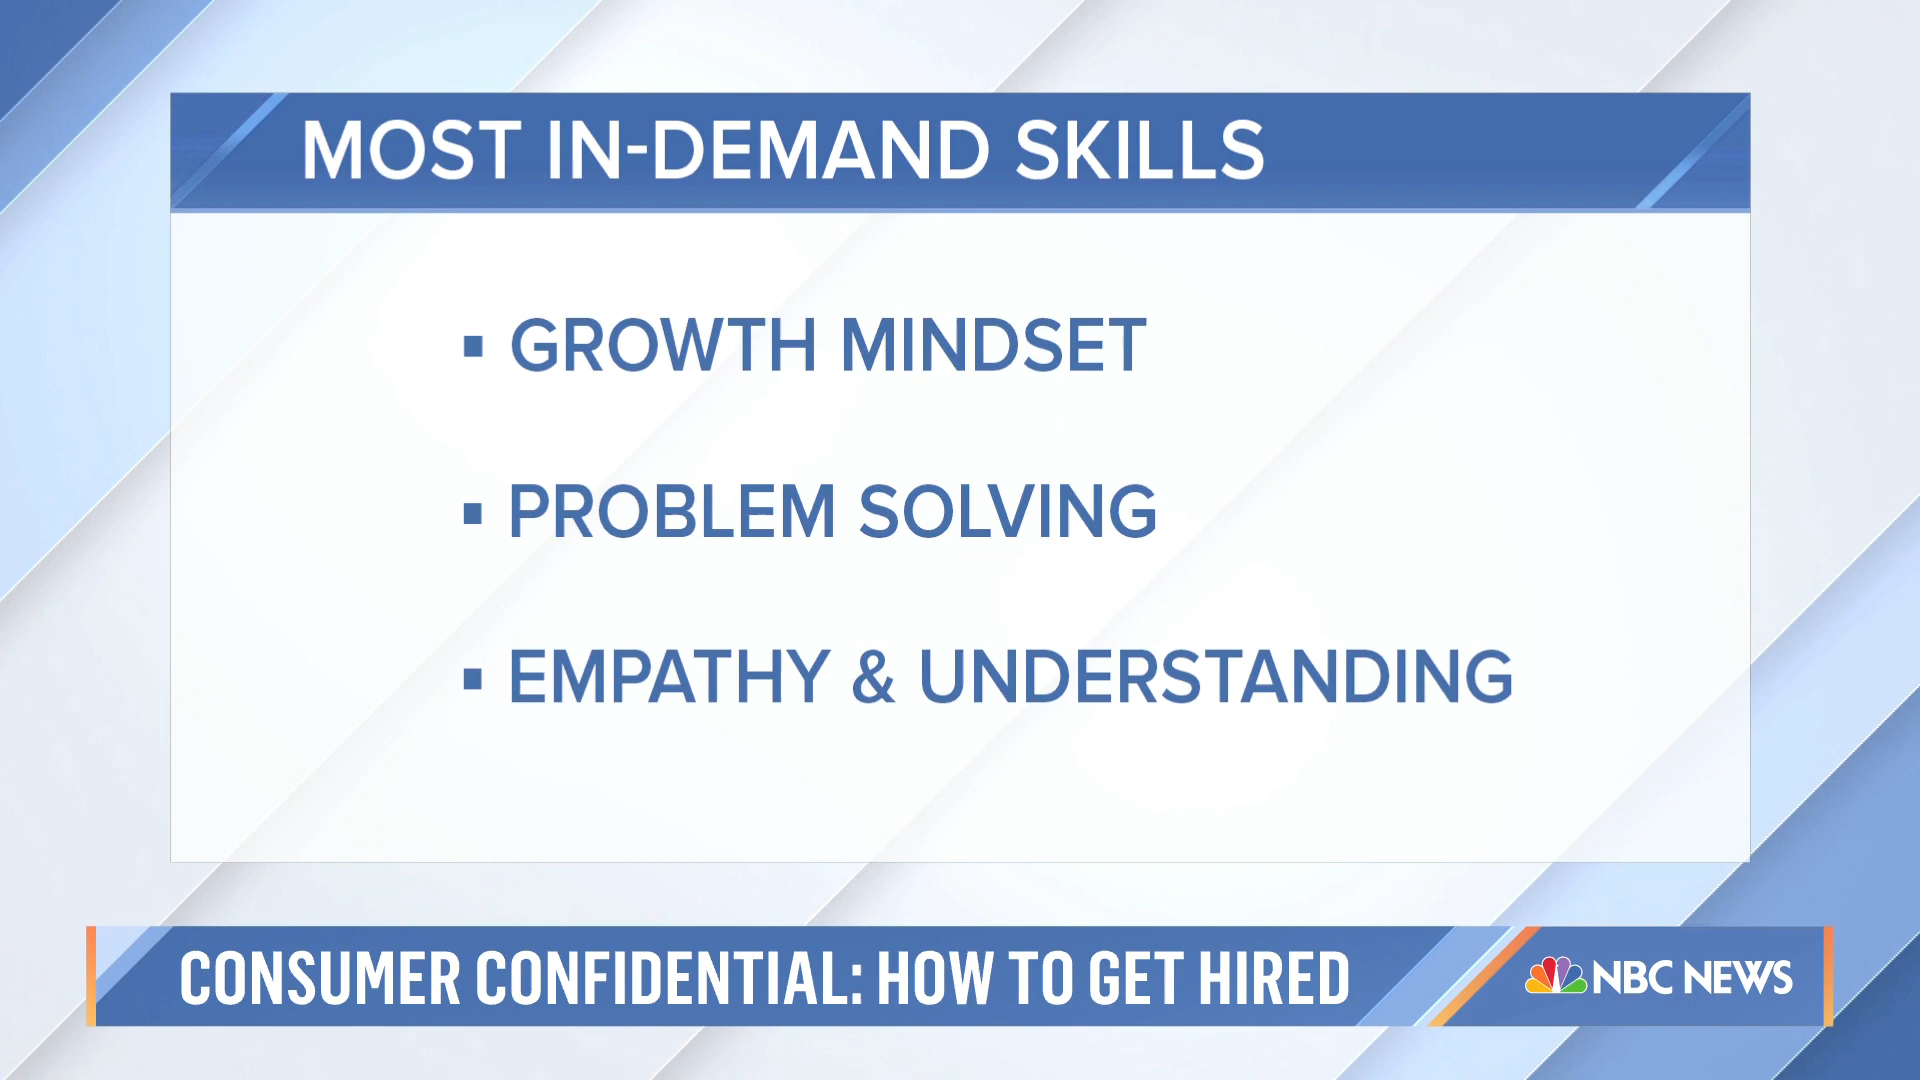 MOST IN-DEMAND SKILLS
▪ GROWTH MINDSET
▪ PROBLEM SOLVING
▪ EMPATHY & UNDERSTANDING
CONSUMER CONFIDENTIAL: HOW TO GET HIRED
NBC NEWS